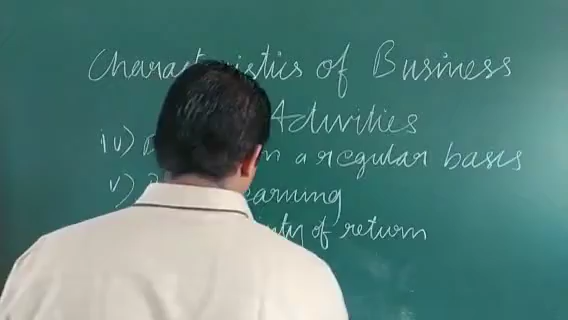 Characteristics of Business
Activities
iv) on a regular basis
v) earning
of return